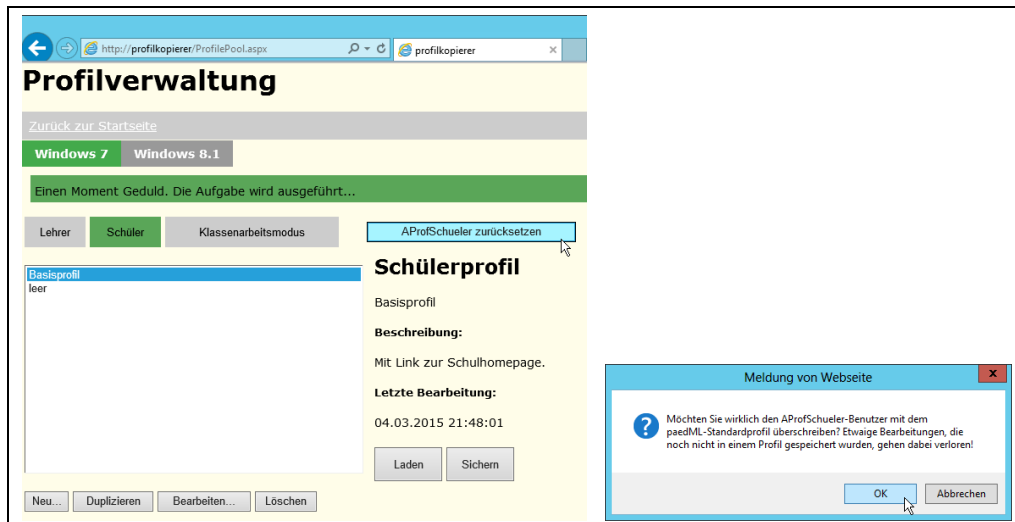 http://profilkopierer/ProfilePool.aspx
profilkopierer
Profilverwaltung
Zurück zur Startseite
Windows 7 Windows 8.1
Einen Moment Geduld. Die Aufgabe wird ausgeführt...
Lehrer Schüler Klassenarbeitsmodus AProfSchueler zurücksetzen
Basisprofil
leer
Schülerprofil
Basisprofil
Beschreibung:
Mit Link zur Schulhomepage.
Letzte Bearbeitung:
04.03.2015 21:48:01
Laden Sichern
Neu... Duplizieren Bearbeiten... Löschen
Meldung von Webseite
x
Möchten Sie wirklich den AProfSchueler-Benutzer mit dem
paedML-Standardprofil überschreiben? Etwaige Bearbeitungen, die
noch nicht in einem Profil gespeichert wurden, gehen dabei verloren!
OK Abbrechen